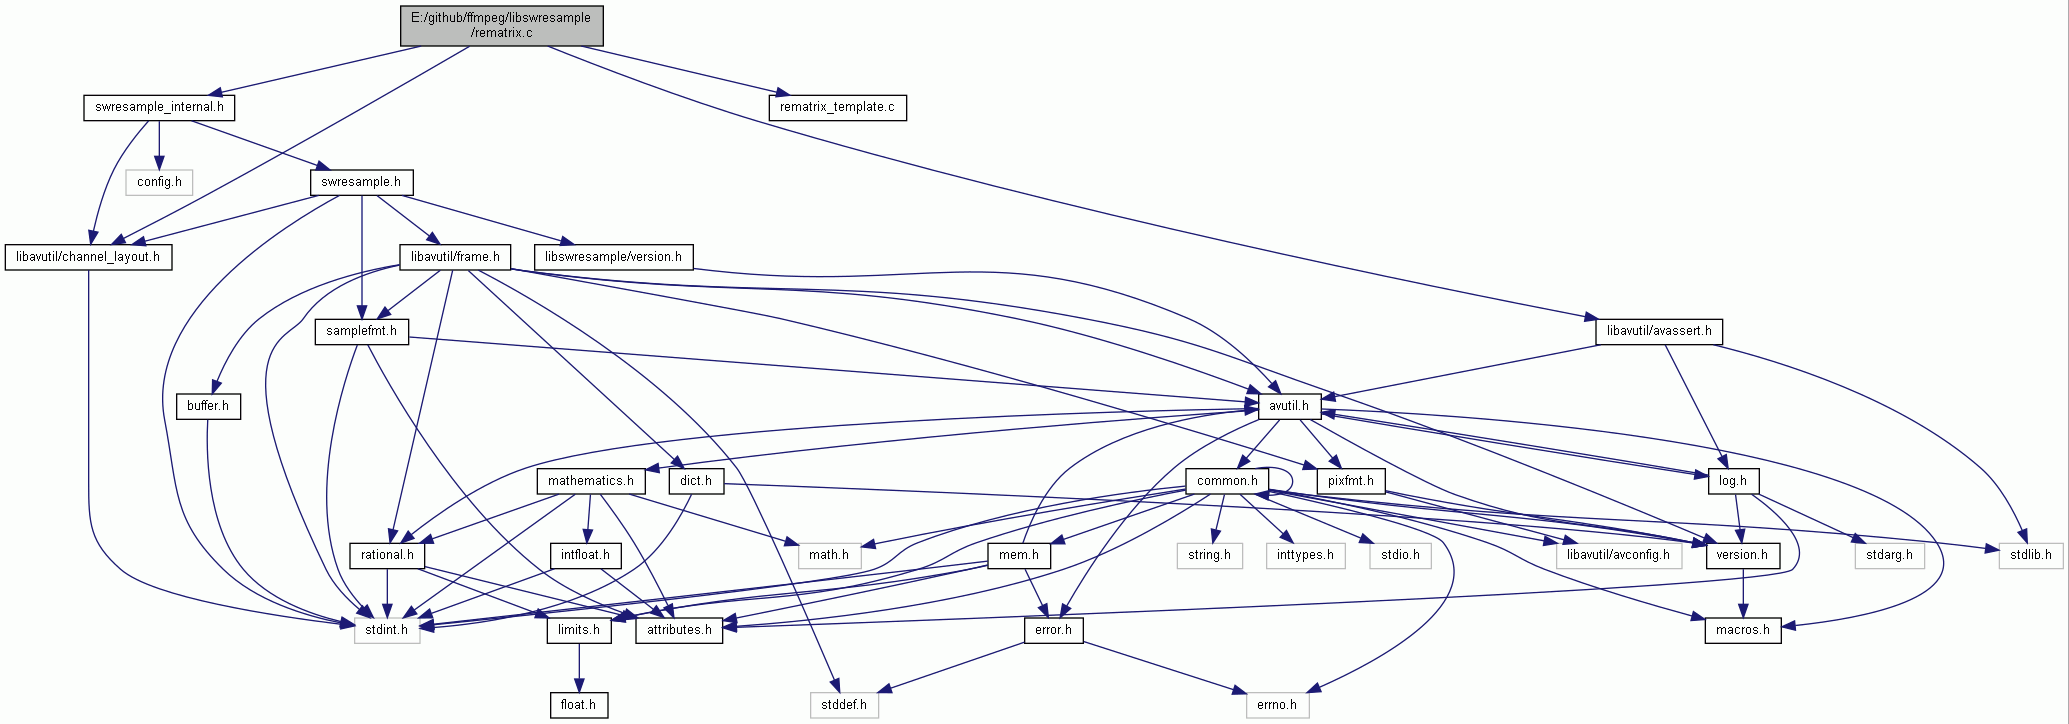 E:/github/ffmpeg/libswresample
/rematrix.c
swresample_internal.h
rematrix_template.c
config.h
swresample.h
libavutil/channel_layout.h
libavutil/frame.h
libswresample/version.h
samplefmt.h
libavutil/avassert.h
buffer.h
avutil.h
mathematics.h
dict.h
common.h
pixfmt.h
log.h
rational.h
intfloat.h
math.h
mem.h
string.h
inttypes.h
stdio.h
libavutil/avconfig.h
version.h
stdarg.h
stdlib.h
stdint.h
limits.h
attributes.h
error.h
macros.h
float.h
stddef.h
errno.h